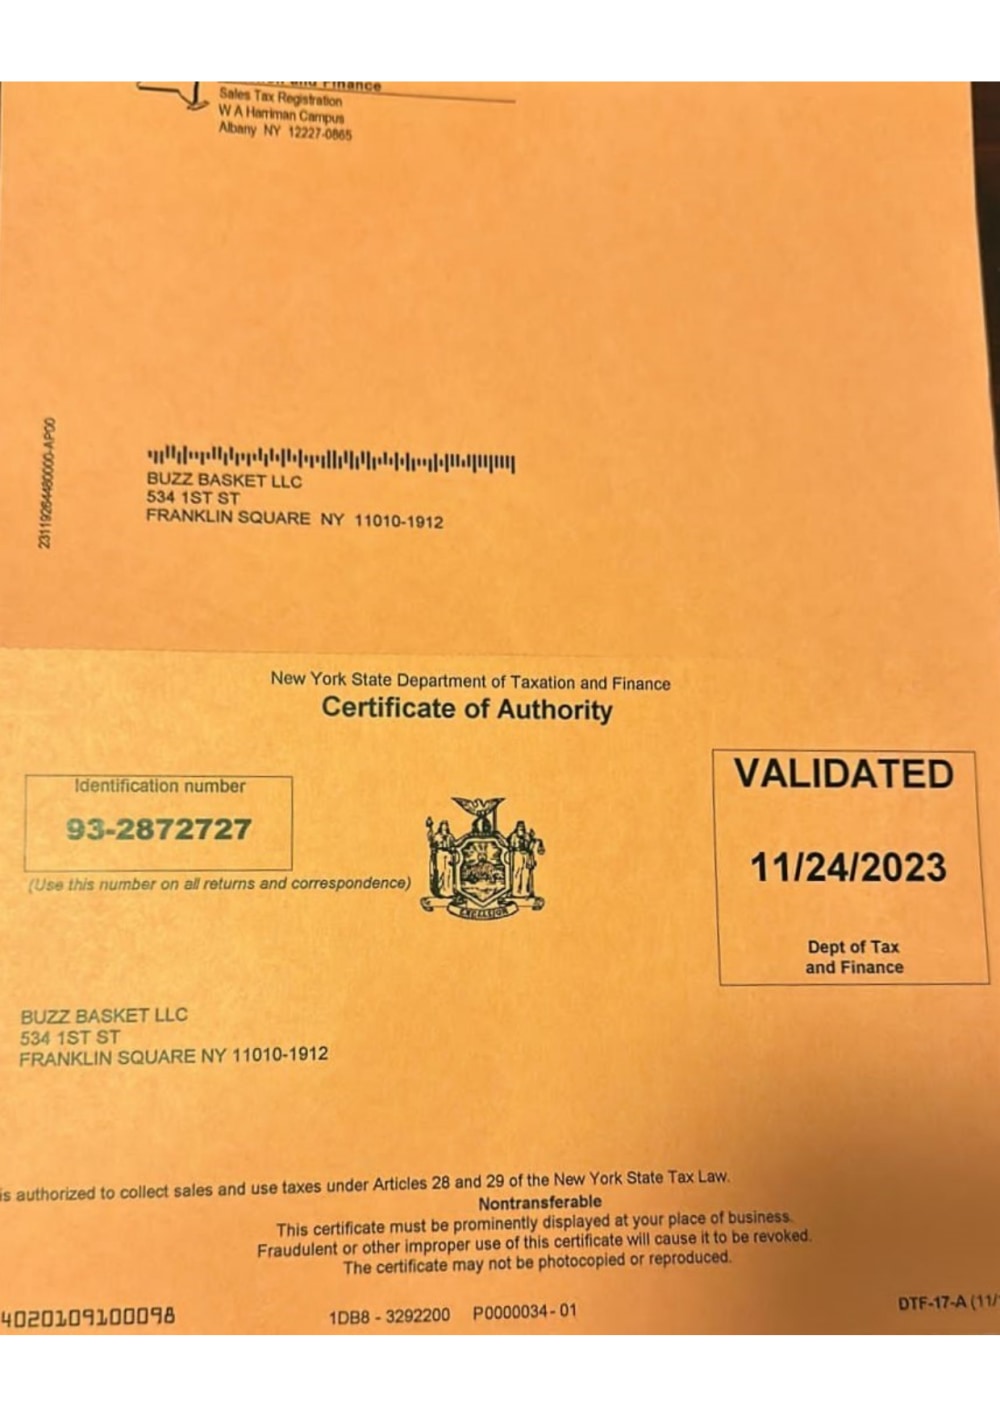 and Finance
Sales Tax Registration
W A Harriman Campus
Albany NY 12227-0865
231192644480000-AP00
BUZZ BASKET LLC
534 1ST ST
FRANKLIN SQUARE NY 11010-1912
New York State Department of Taxation and Finance
Certificate of Authority
Identification number
93-2872727
(Use this number on all returns and correspondence)
EXCELSIOR
VALIDATED
11/24/2023
Dept of Tax
and Finance
BUZZ BASKET LLC
534 1ST ST
FRANKLIN SQUARE NY 11010-1912
is authorized to collect sales and use taxes under Articles 28 and 29 of the New York State Tax Law.
Nontransferable
This certificate must be prominently displayed at your place of business.
Fraudulent or other improper use of this certificate will cause it to be revoked.
The certificate may not be photocopied or reproduced.
4020109100098
1DB8 - 3292200 P0000034-01
DTF-17-A (11/